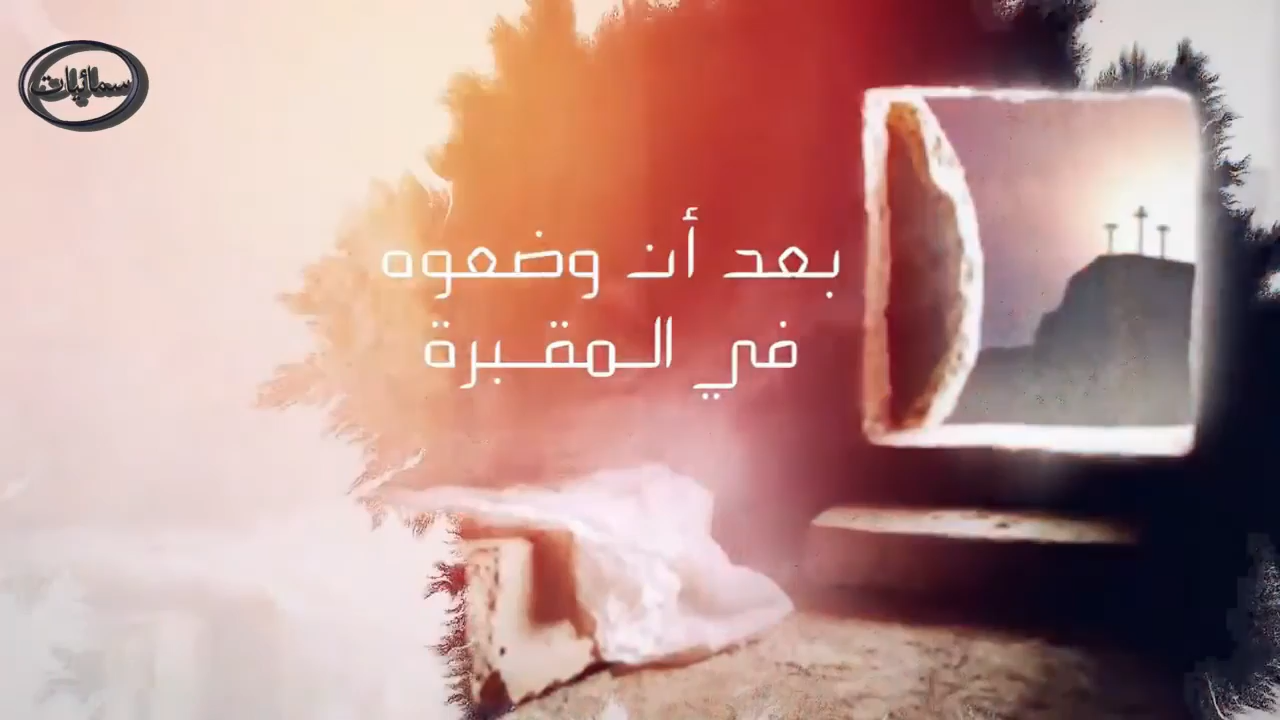 سمائيات
بعد أن وضعوه
في المقبرة